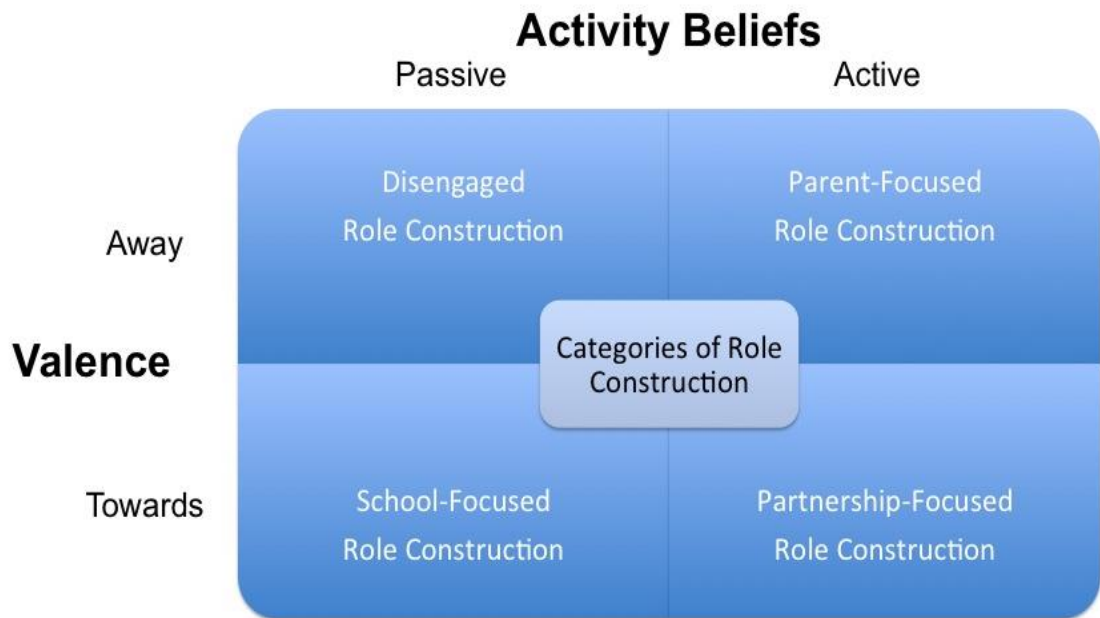 Activity Beliefs
Passive Active
Disengaged Parent-Focused
Role Construction Role Construction
Away
Categories of Role
Construction
Valence
Towards
School-Focused Partnership-Focused
Role Construction Role Construction